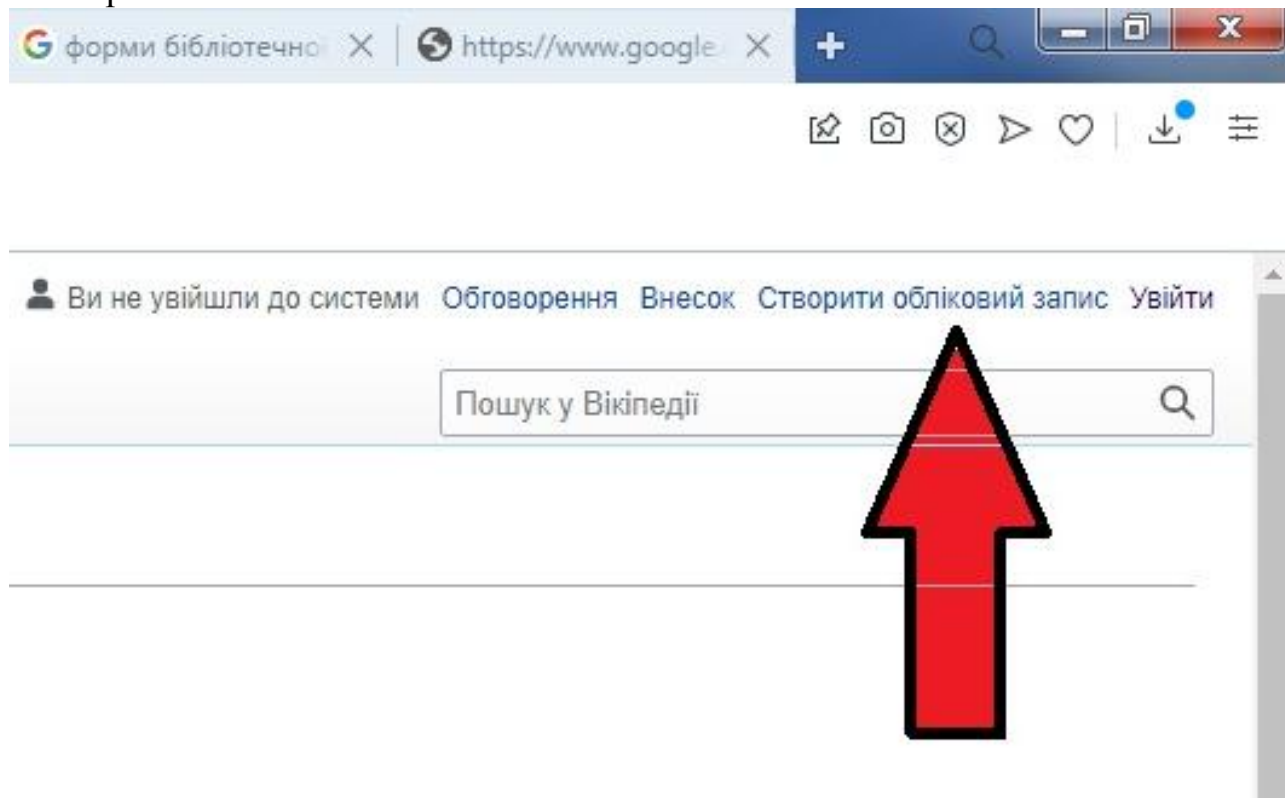 форми бібліотечно
https://www.google.
Ви не увійшли до системи Обговорення Внесок Створити обліковий запис Увійти
Пошук у Вікіпедії